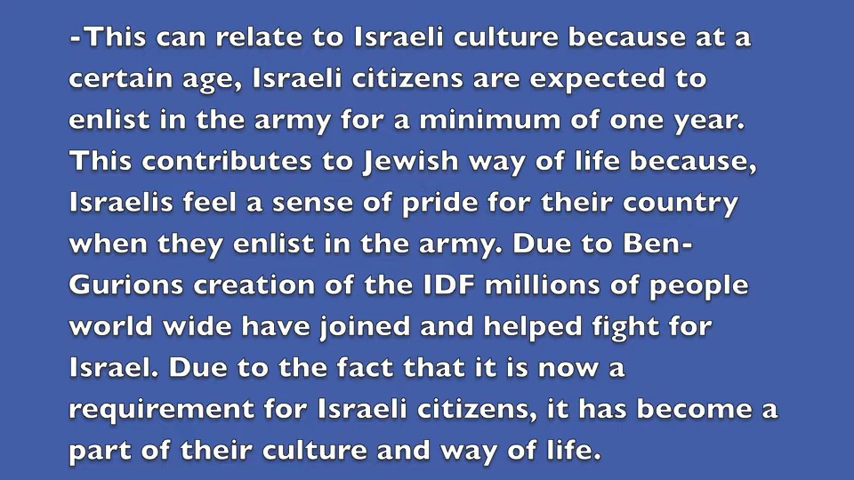 -This can relate to Israeli culture because at a
certain age, Israeli citizens are expected to
enlist in the army for a minimum of one year.
This contributes to Jewish way of life because,
Israelis feel a sense of pride for their country
when they enlist in the army. Due to Ben-
Gurions creation of the IDF millions of people
world wide have joined and helped fight for
Israel. Due to the fact that it is now a
requirement for Israeli citizens, it has become a
part of their culture and way of life.